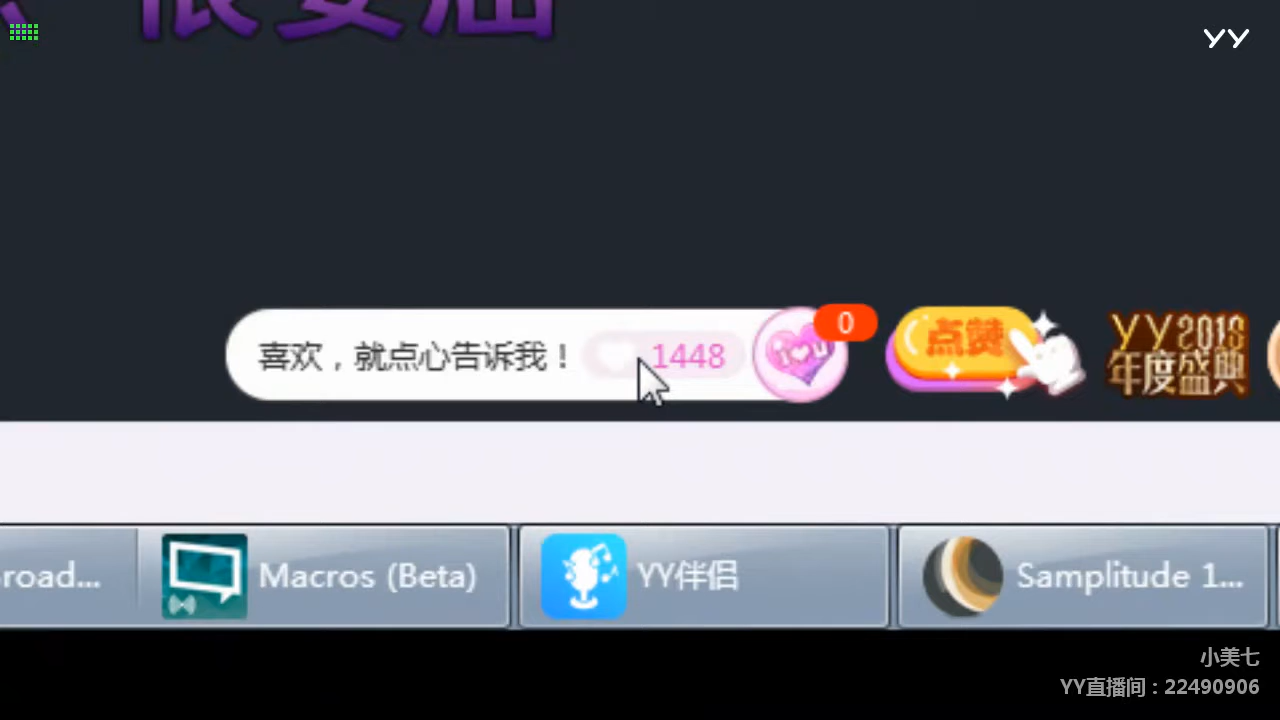 YY
喜欢，就点心告诉我！
1448
i u
0
点赞
YY2018
年度盛典
road...
Macros (Beta)
YY伴侣
Samplitude 1...
小美七
YY直播间：22490906